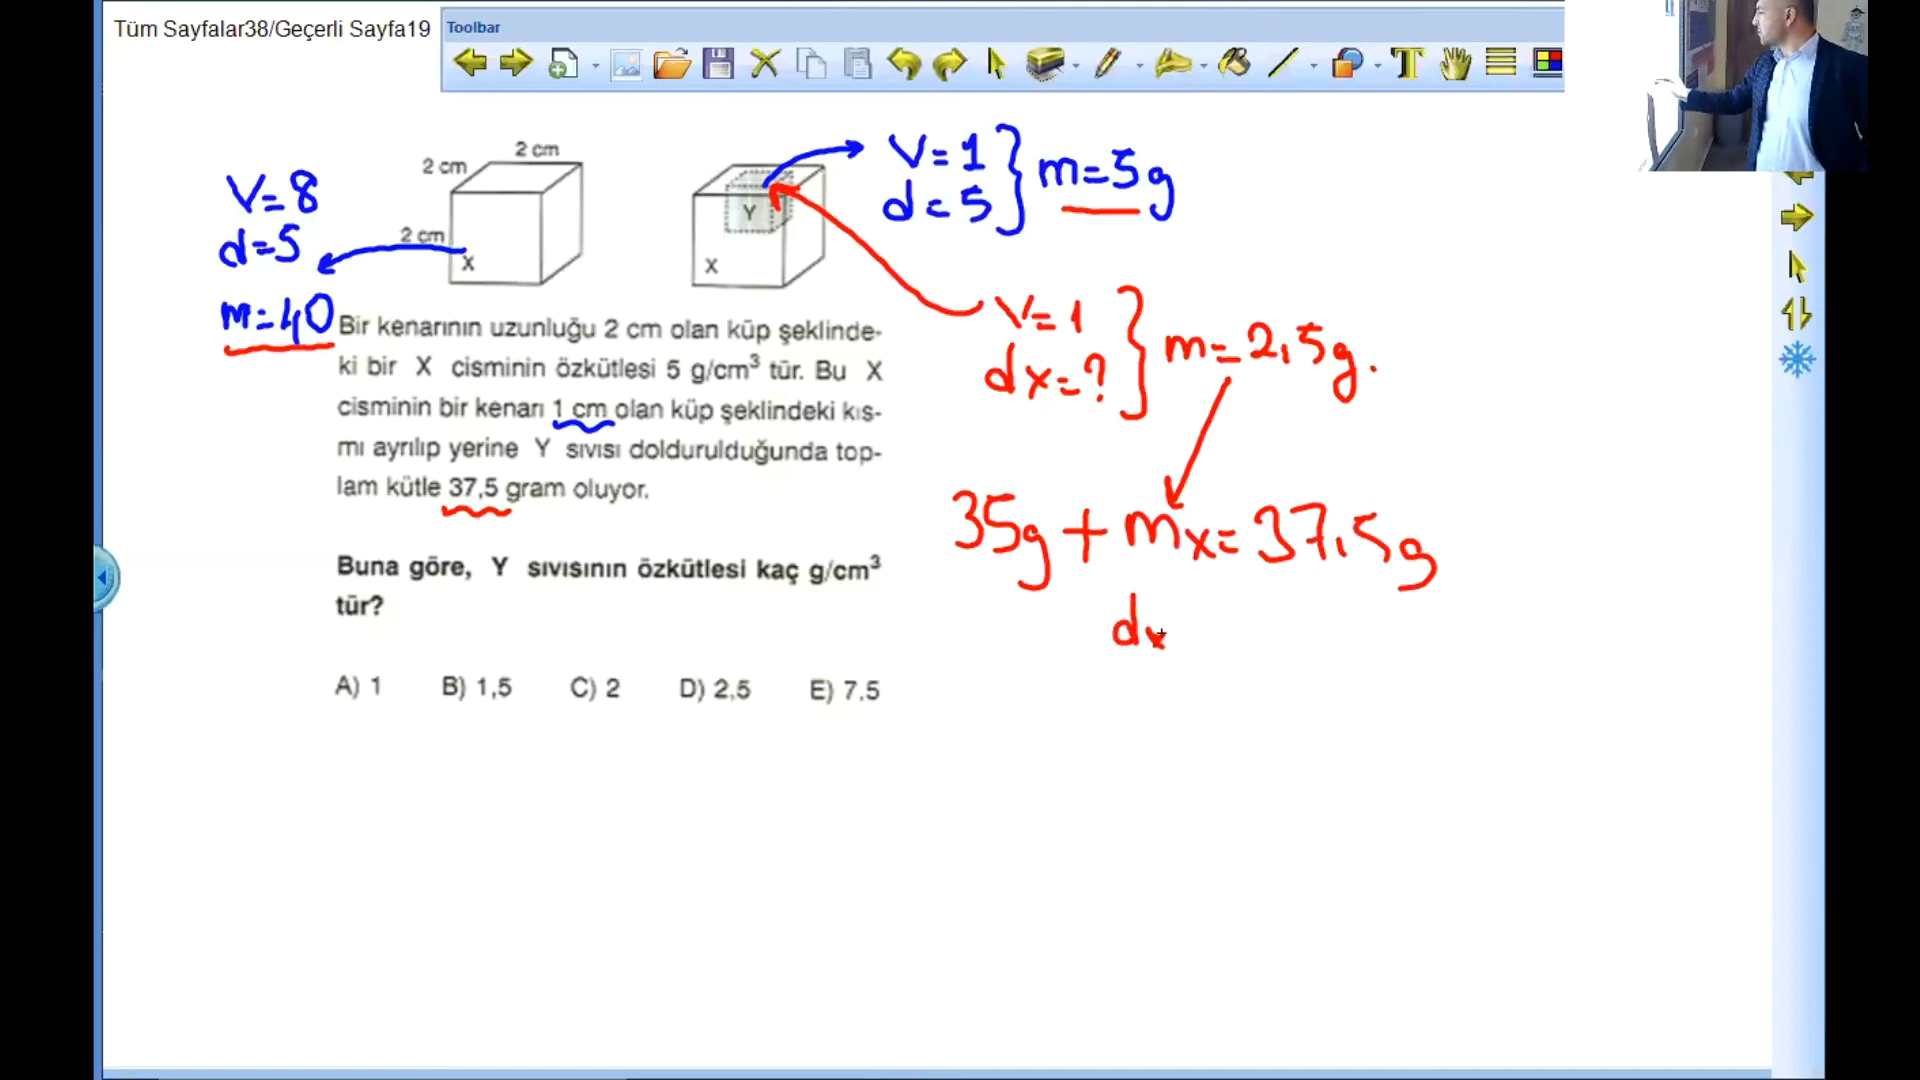 Tüm Sayfalar38/Geçerli Sayfa19
Toolbar
2 cm
2 cm
2 cm
X
Y
X
V=8
d=5
m=40
V=1
d=5
m=5g
V=1
dx=?
m=2,5g.
Bir kenarının uzunluğu 2 cm olan küp şeklinde-
ki bir X cisminin özkütlesi 5 g/cm³ tür. Bu X
cisminin bir kenarı 1 cm olan küp şeklindeki kıs-
mı ayrılıp yerine Y sıvısı doldurulduğunda top-
lam kütle 37,5 gram oluyor.
35g + mx = 37,5g
dx
Buna göre, Y sıvısının özkütlesi kaç g/cm³
tür?
A) 1 B) 1,5 C) 2 D) 2,5 E) 7,5